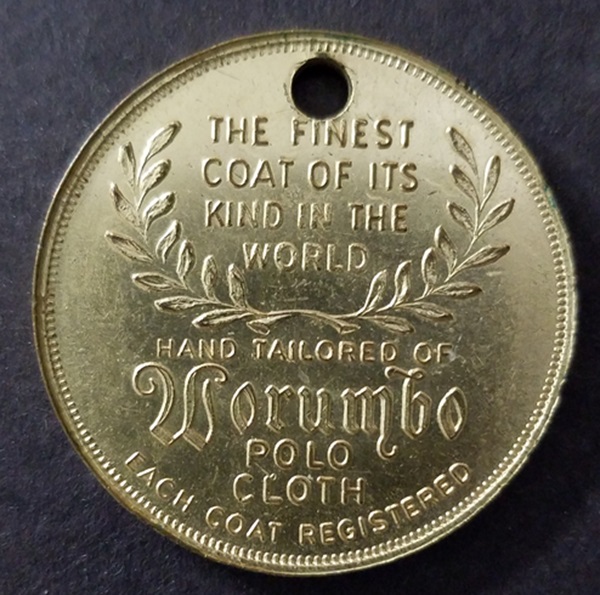 THE FINEST
COAT OF ITS
KIND IN THE
WORLD
HAND TAILORED OF
Worumbo
POLO
CLOTH
EACH COAT REGISTERED